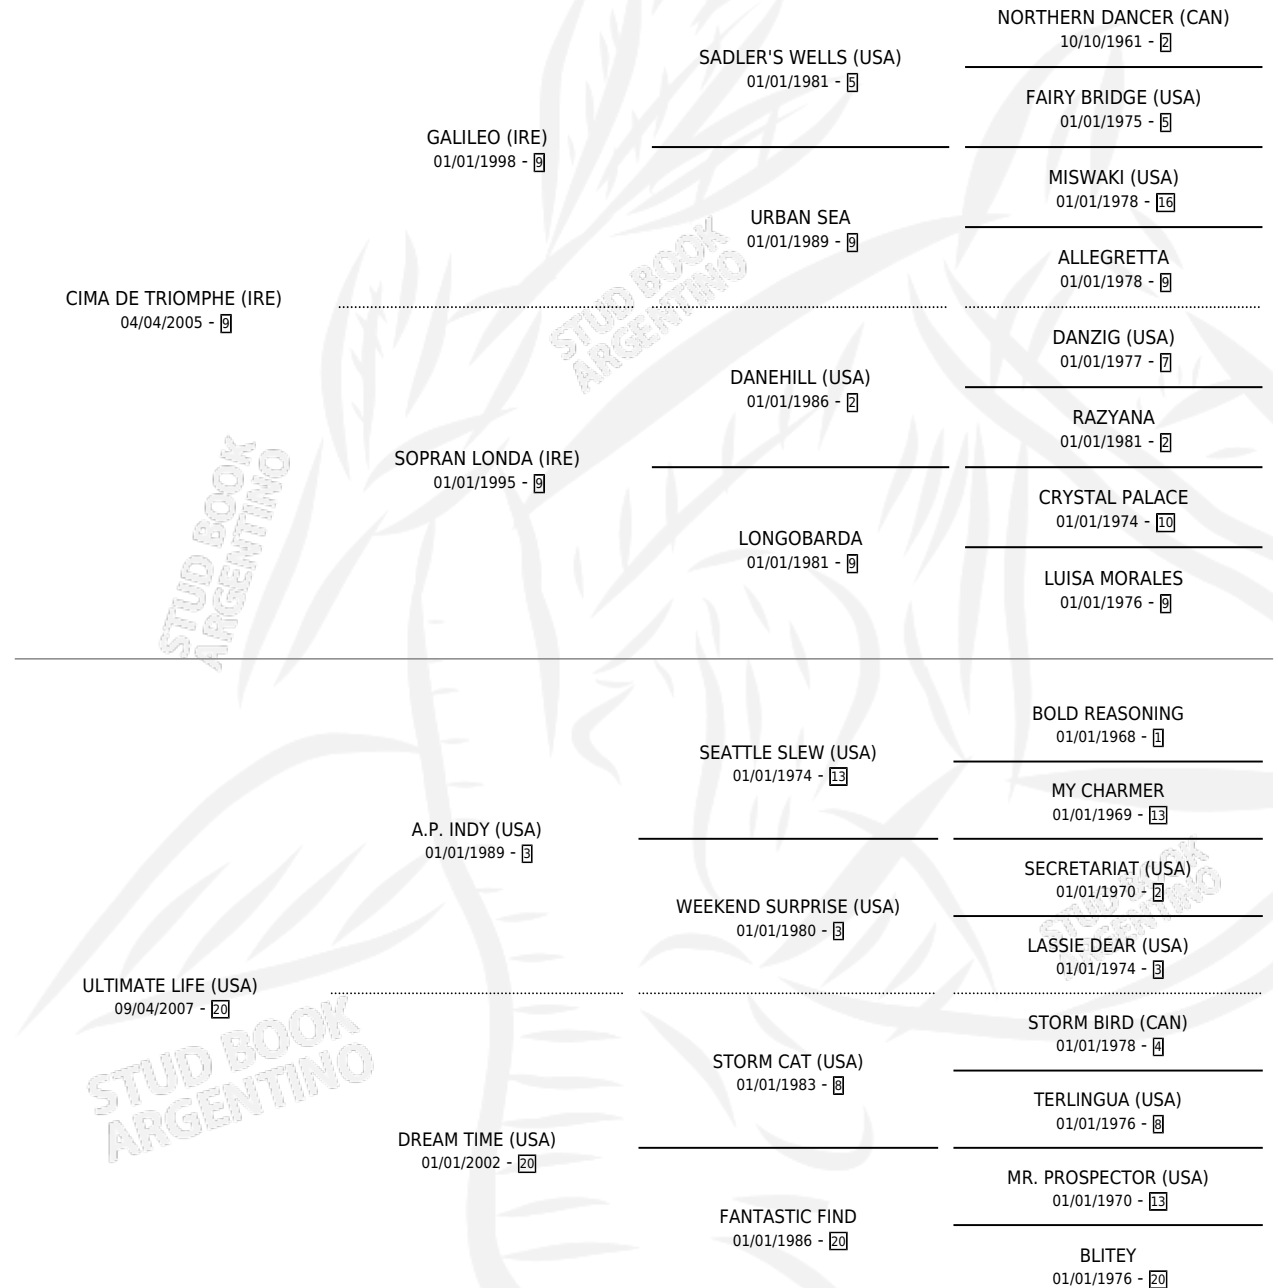 NORTHERN DANCER (CAN)
10/10/1961 - 2
SADLER'S WELLS (USA)
01/01/1981 - 5
FAIRY BRIDGE (USA)
01/01/1975 - 5
GALILEO (IRE)
01/01/1998 - 9
MISWAKI (USA)
01/01/1978 - 16
URBAN SEA
01/01/1989 - 9
ALLEGRETTA
01/01/1978 - 9
CIMA DE TRIOMPHE (IRE)
04/04/2005 - 9
DANZIG (USA)
01/01/1977 - 7
DANEHILL (USA)
01/01/1986 - 2
RAZYANA
01/01/1981 - 2
SOPRAN LONDA (IRE)
01/01/1995 - 9
CRYSTAL PALACE
01/01/1974 - 10
LONGOBARDA
01/01/1981 - 9
LUISA MORALES
01/01/1976 - 9
BOLD REASONING
01/01/1968 - 1
SEATTLE SLEW (USA)
01/01/1974 - 13
MY CHARMER
01/01/1969 - 13
A.P. INDY (USA)
01/01/1989 - 3
SECRETARIAT (USA)
01/01/1970 - 2
WEEKEND SURPRISE (USA)
01/01/1980 - 3
LASSIE DEAR (USA)
01/01/1974 - 3
ULTIMATE LIFE (USA)
09/04/2007 - 20
STORM BIRD (CAN)
01/01/1978 - 4
STORM CAT (USA)
01/01/1983 - 8
TERLINGUA (USA)
01/01/1976 - 8
DREAM TIME (USA)
01/01/2002 - 20
MR. PROSPECTOR (USA)
01/01/1970 - 13
FANTASTIC FIND
01/01/1986 - 20
BLITEY
01/01/1976 - 20
STUD BOOK
ARGENTINO
STUD BOOK
ARGENTINO
STUD BOOK
ARGENTINO
STUD BOOK
ARGENTINO